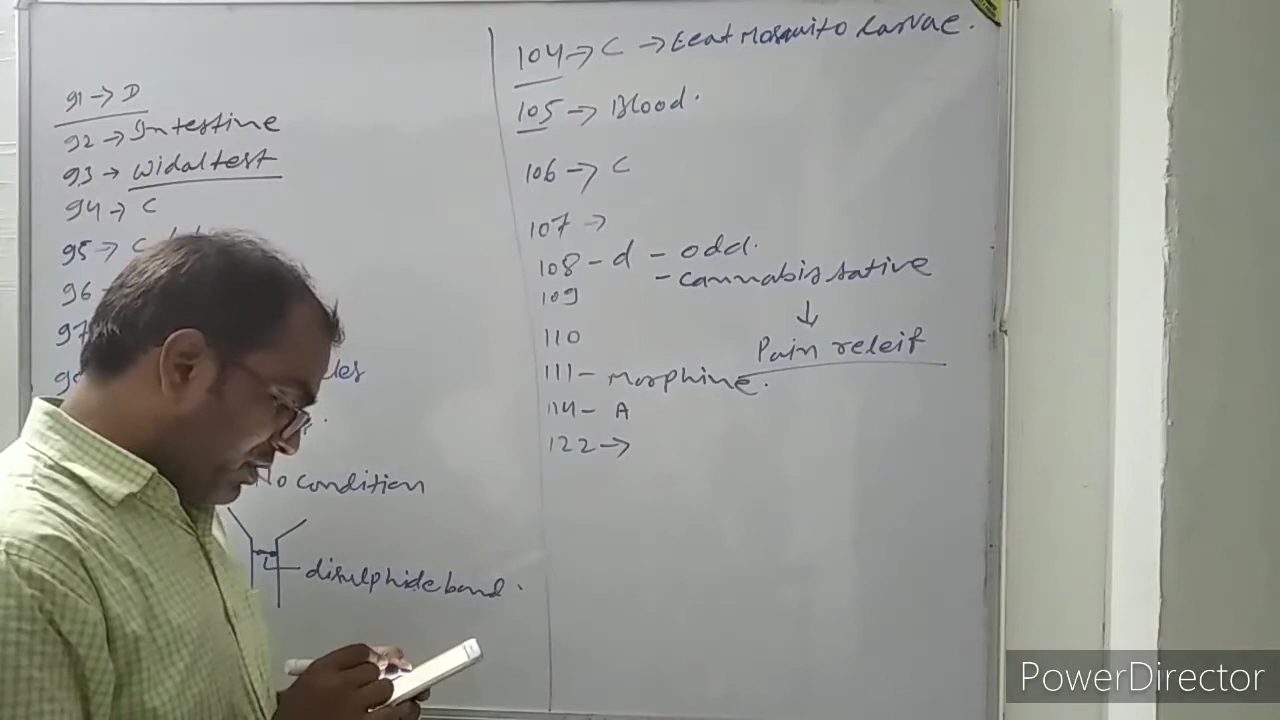 91 → D
92 → Intestine
93 → Widal test
94 → C
95 → C
96 -
97
No condition
disulphide bond.
104 → C → Eeat Mosquito larvae.
105 → Blood.
106 → C
107 →
108 - d - odd.
- cannabis sative
↓
Pain releif
109
110
111 - Morphine.
114 - A
122 →
PowerDirector